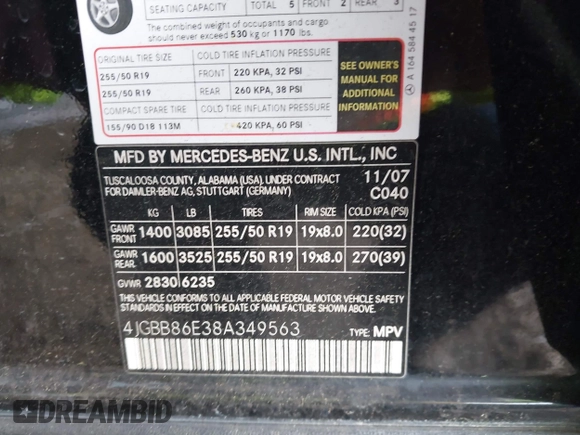 SEATING CAPACITY TOTAL 5 FRONT 2 REAR 3
The combined weight of occupants and cargo
should never exceed 530 kg or 1170 lbs.
ORIGINAL TIRE SIZE COLD TIRE INFLATION PRESSURE
255/50 R19 FRONT 220 KPA, 32 PSI
255/50 R19 REAR 260 KPA, 38 PSI
COMPACT SPARE TIRE COLD TIRE INFLATION PRESSURE
155/90 D18 113M 420 KPA, 60 PSI
SEE OWNER'S
MANUAL FOR
ADDITIONAL
INFORMATION
A 164 584 45 17
MFD BY MERCEDES-BENZ U.S. INTL., INC
TUSCALOOSA COUNTY, ALABAMA (USA). UNDER CONTRACT
FOR DAIMLER-BENZ AG, STUTTGART (GERMANY)
11/07
C040
KG LB TIRES RIM SIZE COLD KPA (PSI)
GAWR FRONT 1400 3085 255/50 R19 19x8.0 220(32)
GAWR REAR. 1600 3525 255/50 R19 19x8.0 270(39)
GVWR 2830 6235
THIS VEHICLE CONFORMS TO ALL APPLICABLE FEDERAL MOTOR VEHICLE SAFETY
STANDARDS IN EFFECT ON THE DATE OF MANUFACTURE SHOWN ABOVE.
4JGBB86E38A349563 TYPE: MPV
DREAMBID